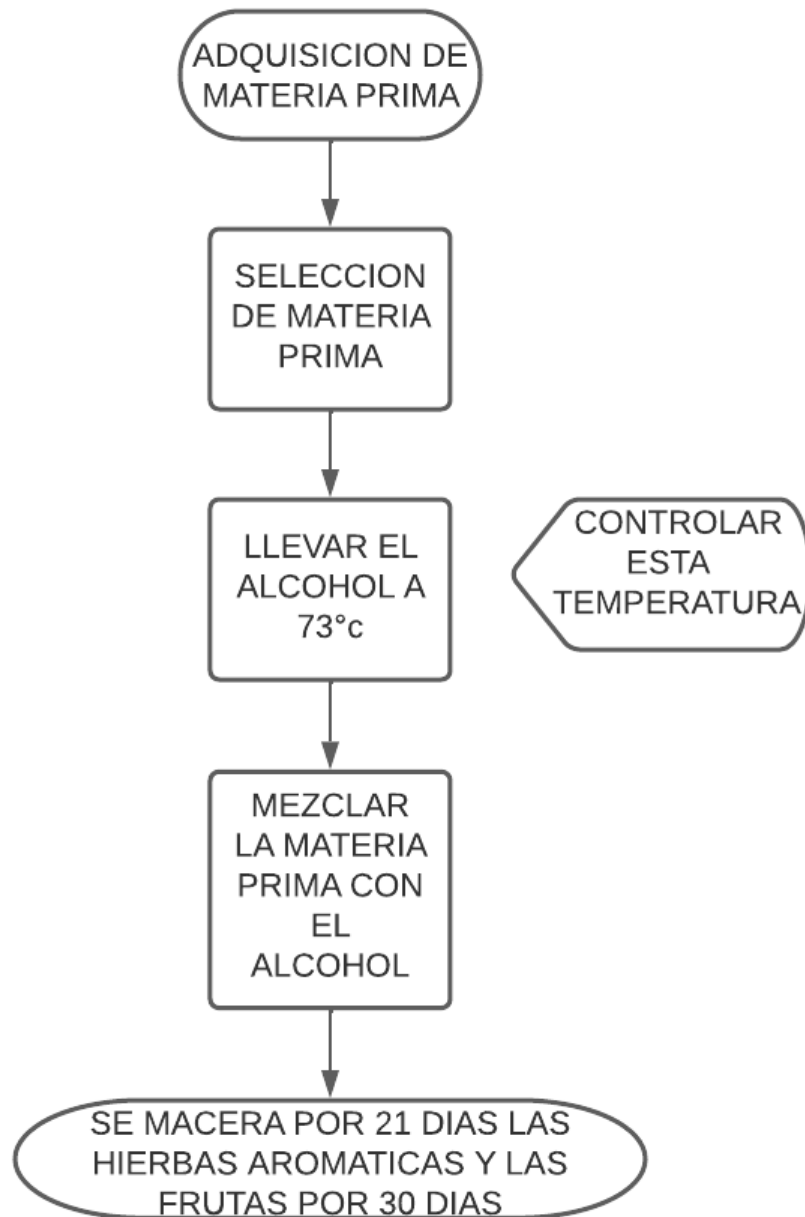 ADQUISICION DE
MATERIA PRIMA
SELECCION
DE MATERIA
PRIMA
LLEVAR EL
ALCOHOL A
73°c
CONTROLAR
ESTA
TEMPERATURA
MEZCLAR
LA MATERIA
PRIMA CON
EL
ALCOHOL
SE MACERA POR 21 DIAS LAS
HIERBAS AROMATICAS Y LAS
FRUTAS POR 30 DIAS